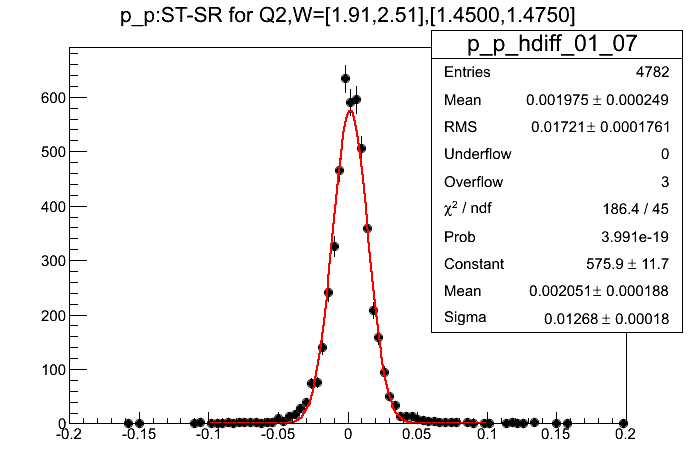 p_p:ST-SR for Q2,W=[1.91,2.51],[1.4500,1.4750]
p_p_hdiff_01_07
Entries 4782
Mean 0.001975 ± 0.000249
RMS 0.01721 ± 0.0001761
Underflow 0
Overflow 3
χ² / ndf 186.4 / 45
Prob 3.991e-19
Constant 575.9 ± 11.7
Mean 0.002051 ± 0.000188
Sigma 0.01268 ± 0.00018
600
500
400
300
200
100
0
-0.2 -0.15 -0.1 -0.05 0 0.05 0.1 0.15 0.2